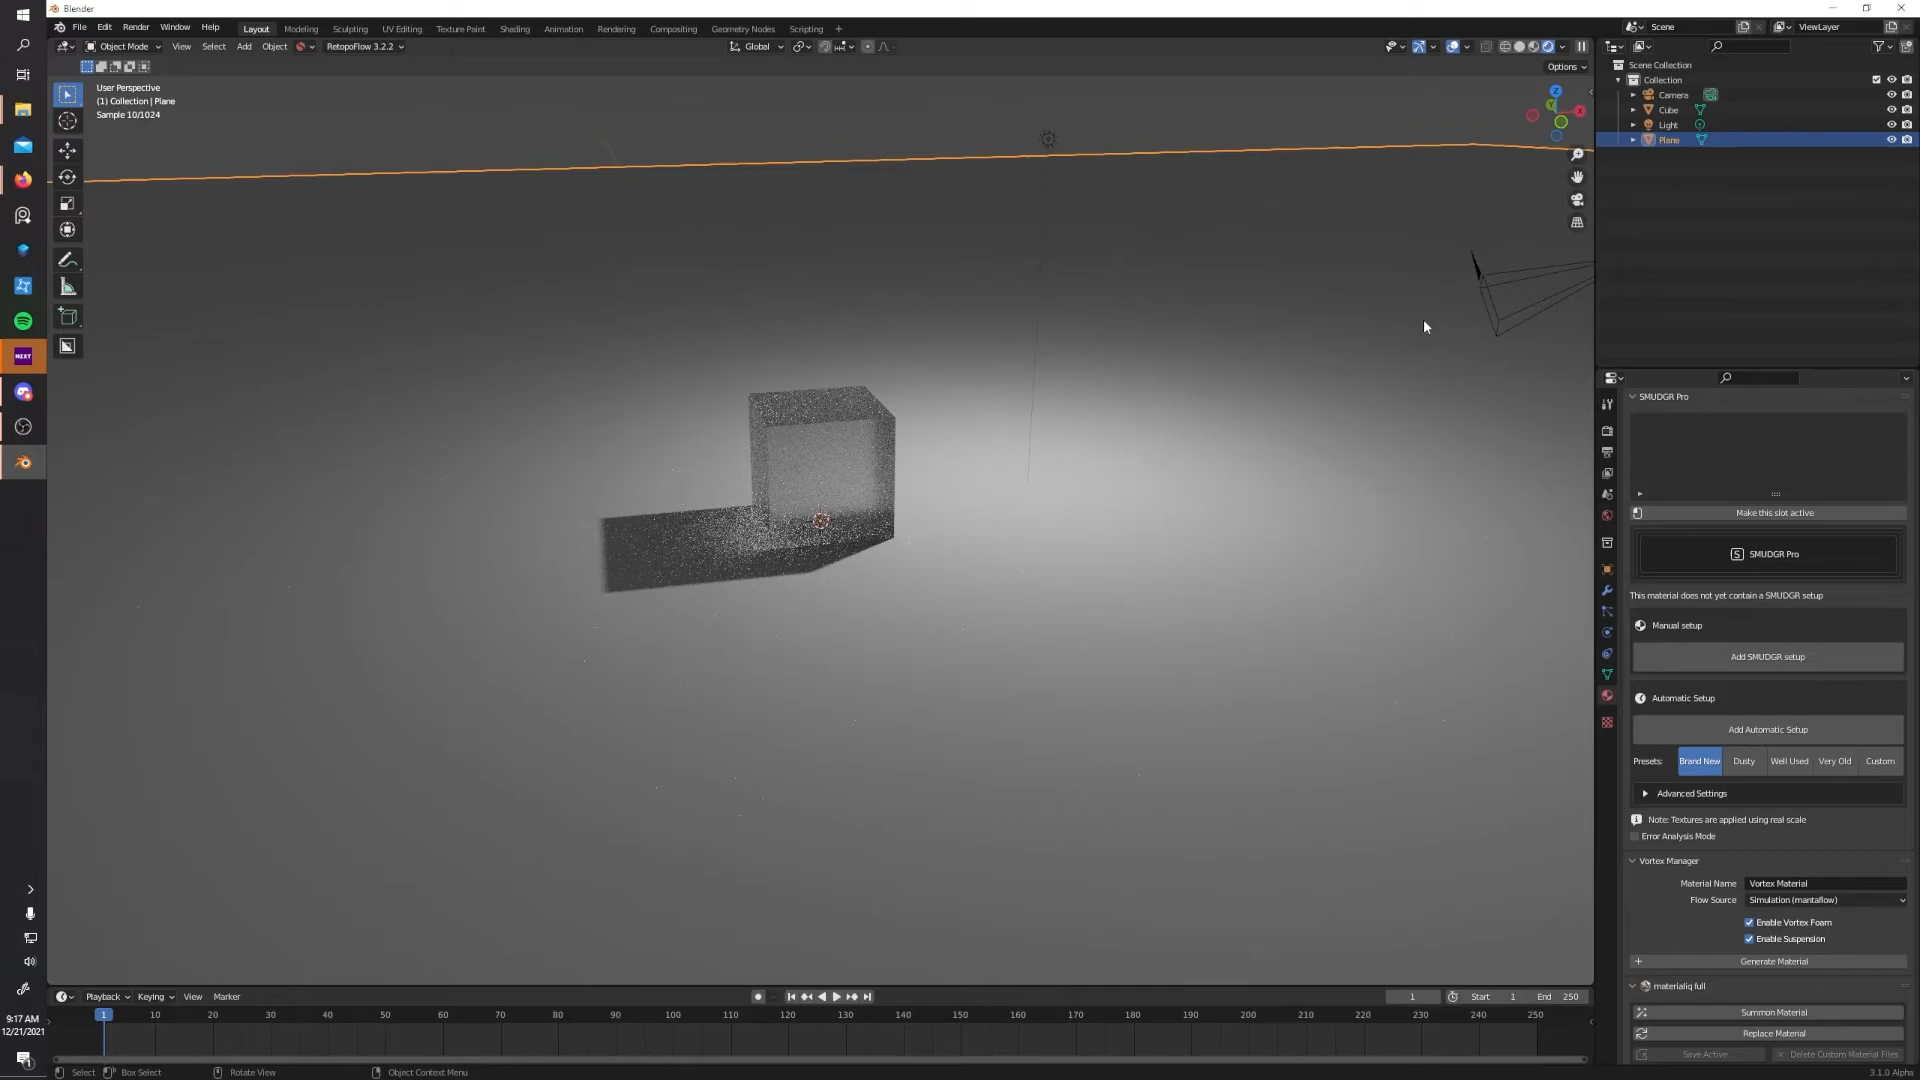 Blender
File Edit Render Window Help
Layout Modeling Sculpting UV Editing Texture Paint Shading Animation Rendering Compositing Geometry Nodes Scripting +
Scene
ViewLayer
Object Mode View Select Add Object RetopoFlow 3.2.2
Global
Options
User Perspective
(1) Collection | Plane
Sample 10/1024
Z
Y
X
Scene Collection
Collection
Camera
Cube
Light
Plane
SMUDGR Pro
Make this slot active
S SMUDGR Pro
This material does not yet contain a SMUDGR setup
Manual setup
Add SMUDGR setup
Automatic Setup
Add Automatic Setup
Presets: Brand New Dusty Well Used Very Old Custom
Advanced Settings
Note: Textures are applied using real scale
Error Analysis Mode
Vortex Manager
Material Name Vortex Material
Flow Source Simulation (mantaflow)
Enable Vortex Foam
Enable Suspension
Generate Material
materialiq full
Summon Material
Replace Material
Save Active Delete Custom Material Files
NZXT
9:17 AM
12/21/2021
Playback Keying View Marker
1 Start 1 End 250
1 10 20 30 40 50 60 70 80 90 100 110 120 130 140 150 160 170 180 190 200 210 220 230 240 250
Select Box Select Rotate View Object Context Menu
3.1.0 Alpha